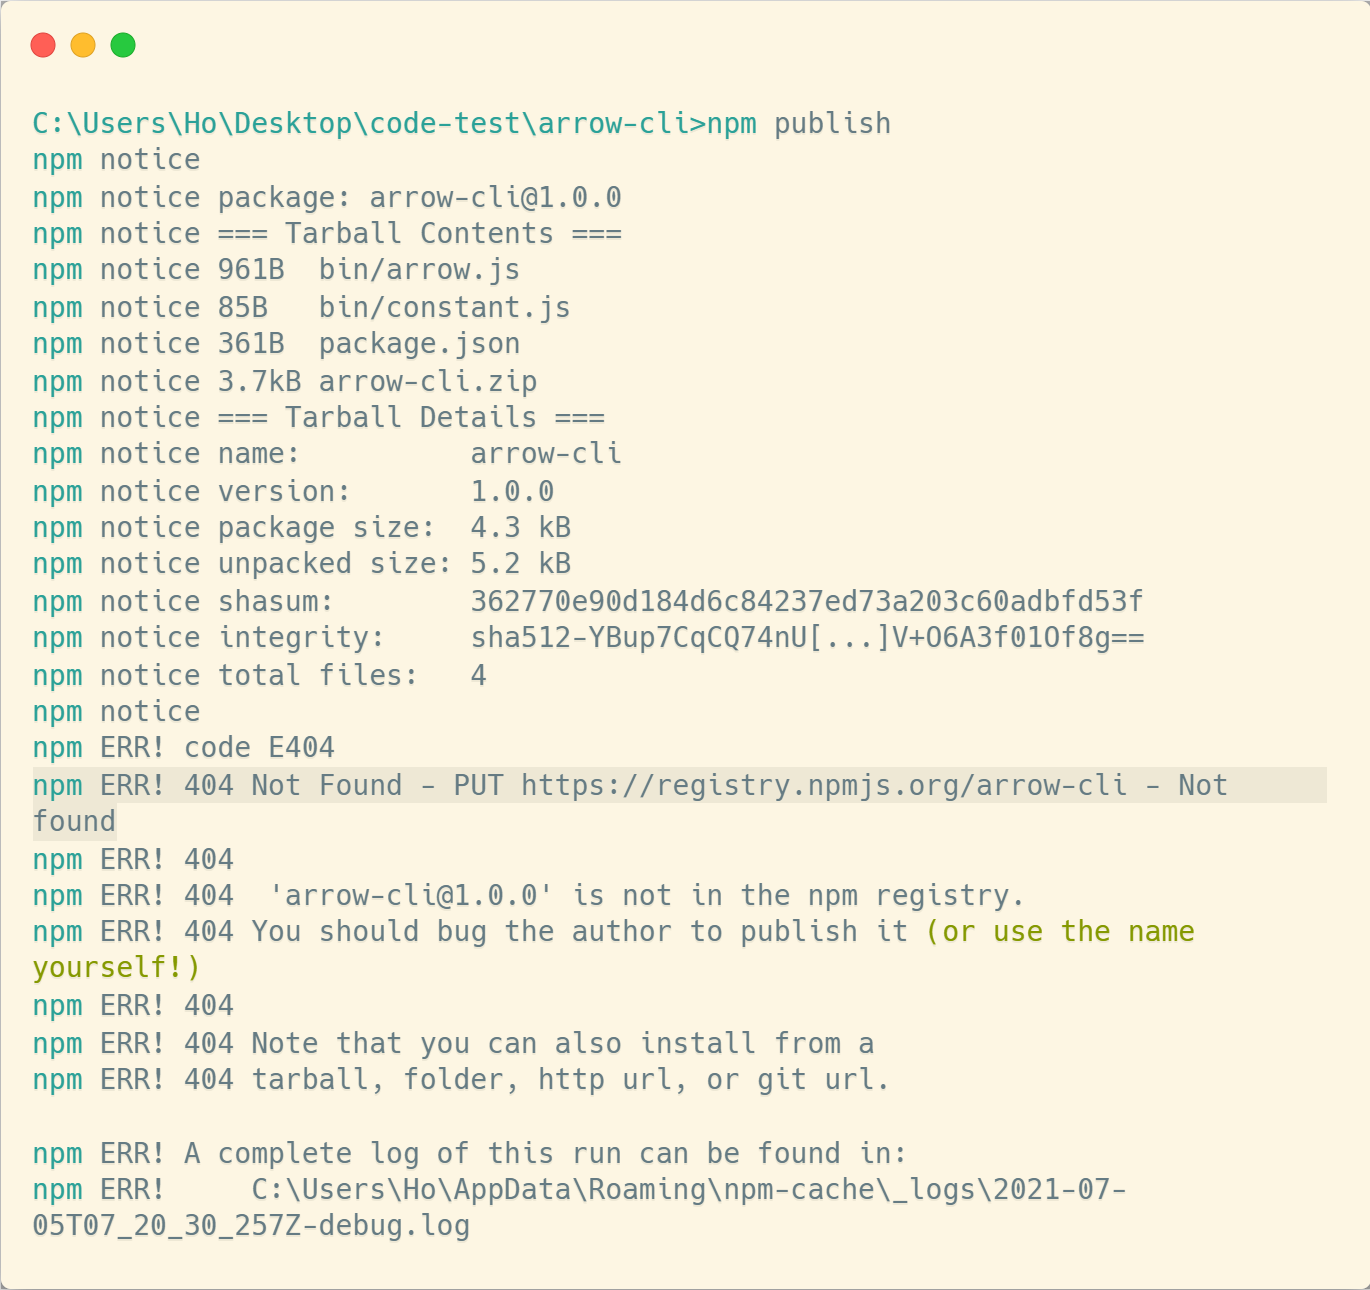 C:\Users\Ho\Desktop\code-test\arrow-cli>npm publish
npm notice
npm notice package: arrow-cli@1.0.0
npm notice === Tarball Contents ===
npm notice 961B  bin/arrow.js
npm notice 85B   bin/constant.js
npm notice 361B  package.json
npm notice 3.7kB arrow-cli.zip
npm notice === Tarball Details ===
npm notice name:          arrow-cli
npm notice version:       1.0.0
npm notice package size:  4.3 kB
npm notice unpacked size: 5.2 kB
npm notice shasum:        362770e90d184d6c84237ed73a203c60adbfd53f
npm notice integrity:     sha512-YBup7CqCQ74nU[...]V+O6A3f01Of8g==
npm notice total files:   4
npm notice
npm ERR! code E404
npm ERR! 404 Not Found - PUT https://registry.npmjs.org/arrow-cli - Not
found
npm ERR! 404
npm ERR! 404  'arrow-cli@1.0.0' is not in the npm registry.
npm ERR! 404 You should bug the author to publish it (or use the name
yourself!)
npm ERR! 404
npm ERR! 404 Note that you can also install from a
npm ERR! 404 tarball, folder, http url, or git url.

npm ERR! A complete log of this run can be found in:
npm ERR!     C:\Users\Ho\AppData\Roaming\npm-cache\_logs\2021-07-
05T07_20_30_257Z-debug.log